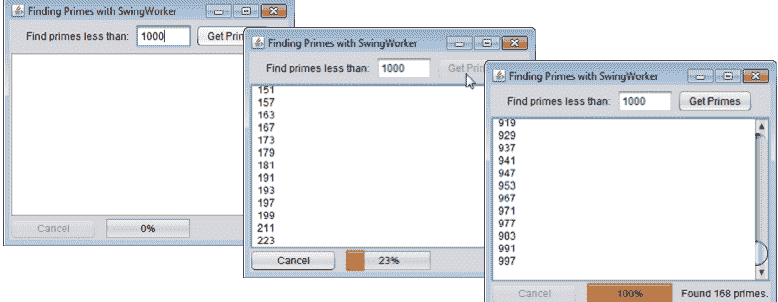 Finding Primes with SwingWorker
Find primes less than: 1000 Get Prim
Cancel 0%
Finding Primes with SwingWorker
Find primes less than: 1000 Get Prim
151
157
163
167
173
179
181
191
193
197
199
211
223
Cancel 23%
Finding Primes with SwingWorker
Find primes less than: 1000 Get Primes
919
929
937
941
947
953
967
971
977
983
991
997
Cancel 100% Found 168 primes.